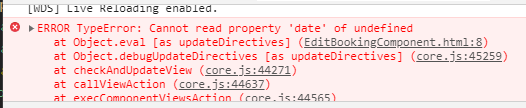 [WDS] Live Reloading enabled.
ERROR TypeError: Cannot read property 'date' of undefined
at Object.eval [as updateDirectives] (EditBookingComponent.html:8)
at Object.debugUpdateDirectives [as updateDirectives] (core.js:45259)
at checkAndUpdateView (core.js:44271)
at callViewAction (core.js:44637)
at execComponentViewsAction (core.js:44565)